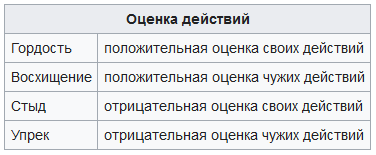 Оценка действий
Гордость положительная оценка своих действий
Восхищение положительная оценка чужих действий
Стыд отрицательная оценка своих действий
Упрек отрицательная оценка чужих действий